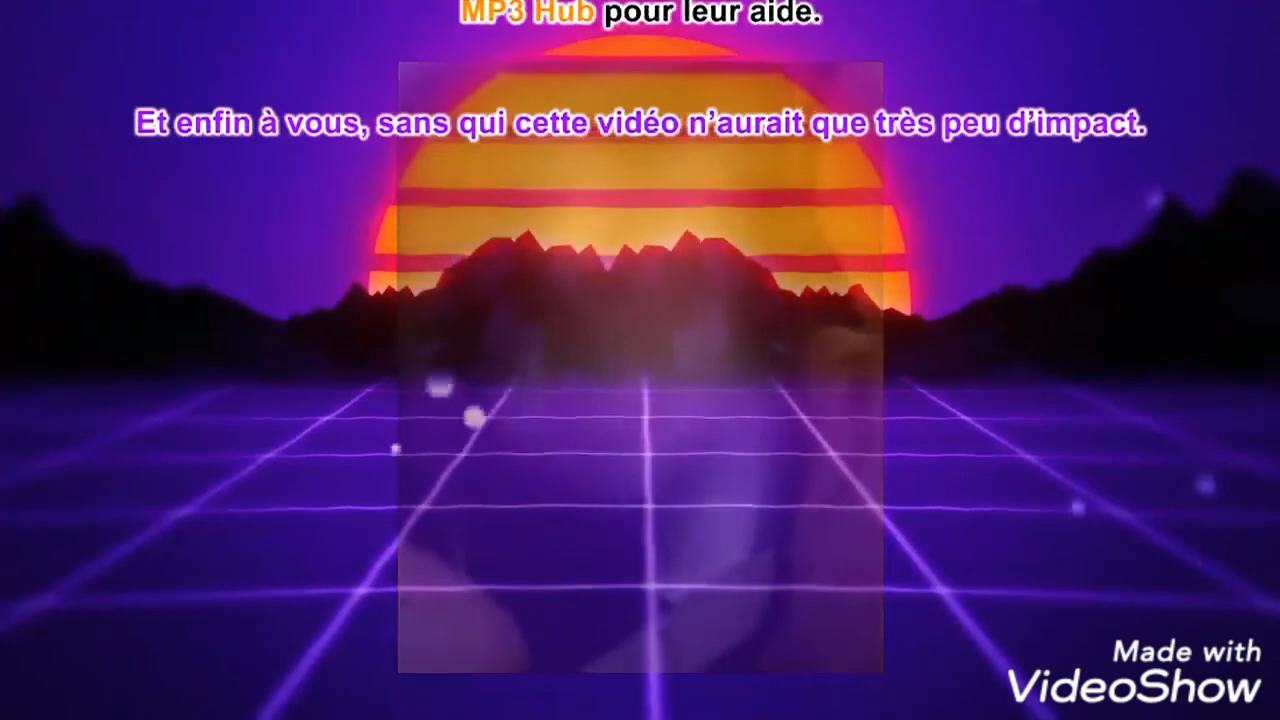 MP3 Hub pour leur aide.
Et enfin à vous, sans qui cette vidéo n’aurait que très peu d’impact.
Made with
VideoShow